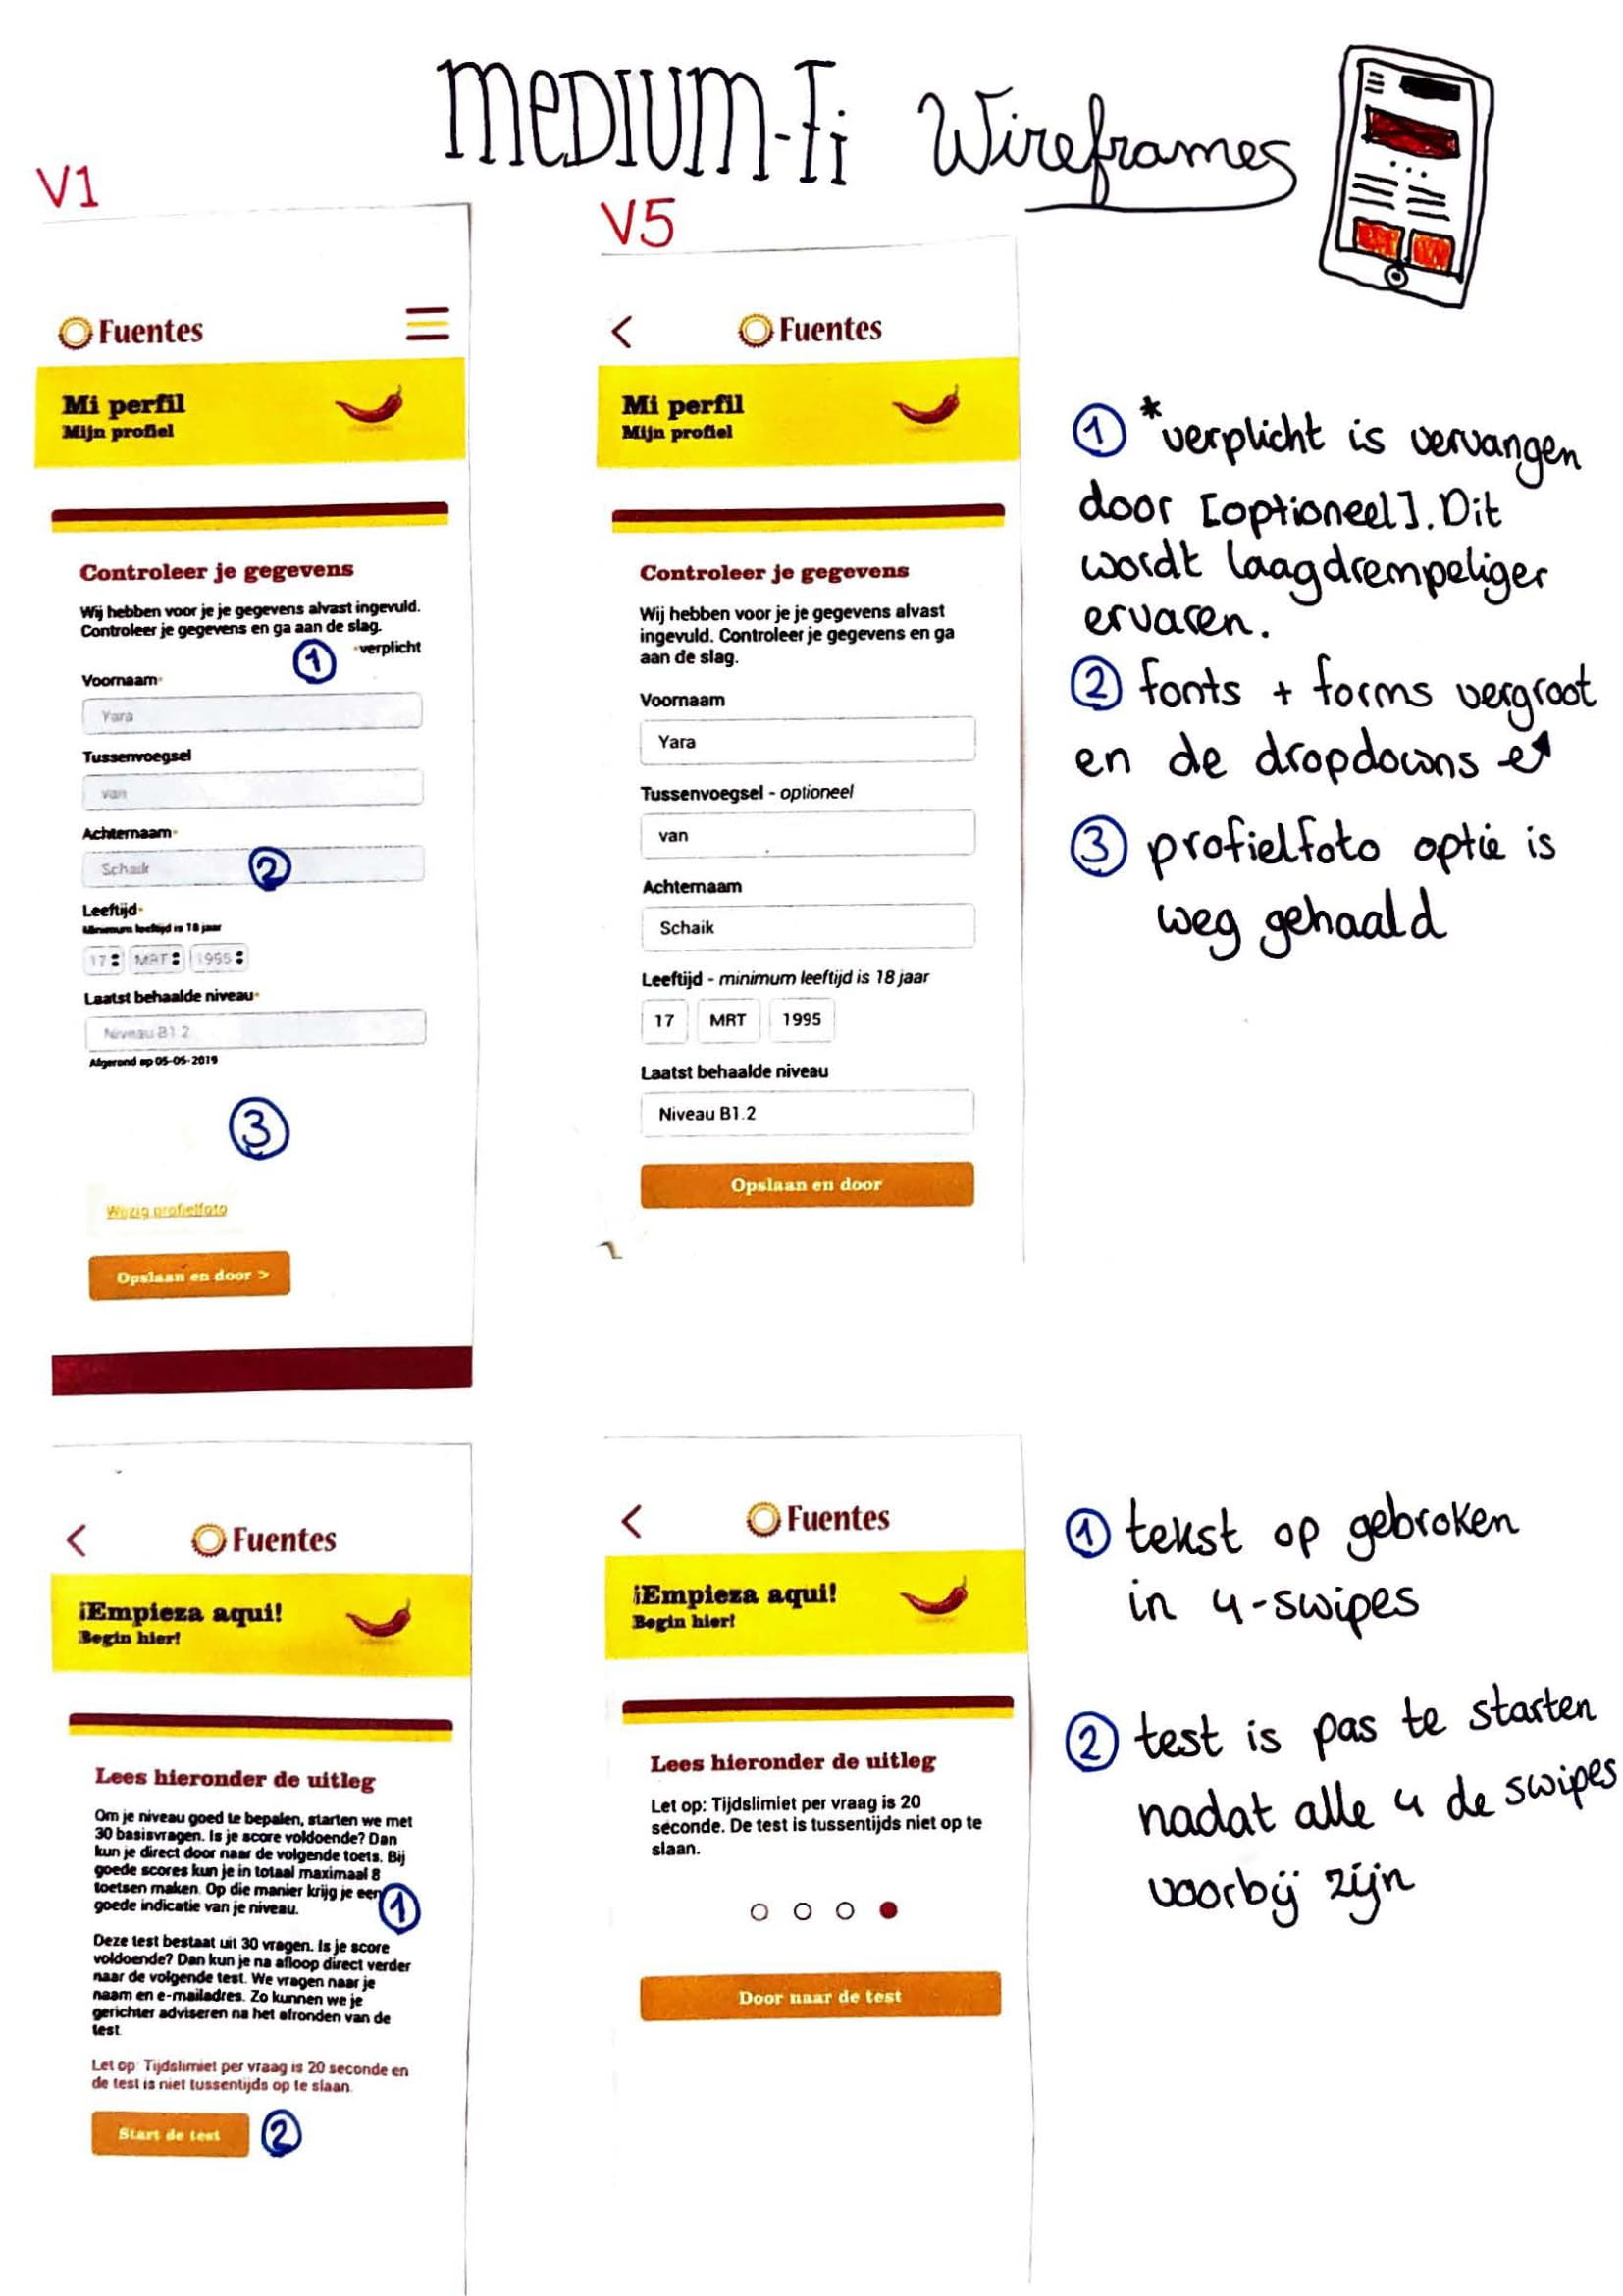 MEDIUM-Fi Wireframes
V1
Fuentes
Mi perfil
Mijn profiel
Controleer je gegevens
Wij hebben voor je je gegevens alvast ingevuld.
Controleer je gegevens en ga aan de slag.
*verplicht
1
Voornaam*
Yara
Tussenvoegsel
van
Achternaam*
Schaik
2
Leeftijd*
Minimum leeftijd is 18 jaar
17 MRT 1995
Laatst behaalde niveau*
Niveau B1.2
Afgerond op 05-05-2019
3
Wijzig profielfoto
Opslaan en door >
V5
<
Fuentes
Mi perfil
Mijn profiel
Controleer je gegevens
Wij hebben voor je je gegevens alvast
ingevuld. Controleer je gegevens en ga
aan de slag.
Voornaam
Yara
Tussenvoegsel - optioneel
van
Achternaam
Schaik
Leeftijd - minimum leeftijd is 18 jaar
17 MRT 1995
Laatst behaalde niveau
Niveau B1.2
Opslaan en door
1 *verplicht is vervangen
door [optioneel]. Dit
wordt laagdrempeliger
ervaren.
2 fonts + forms vergroot
en de dropdowns
3 profielfoto optie is
weg gehaald
<
Fuentes
¡Empieza aqui!
Begin hier!
Lees hieronder de uitleg
Om je niveau goed te bepalen, starten we met
30 basisvragen. Is je score voldoende? Dan
kun je direct door naar de volgende toets. Bij
goede scores kun je in totaal maximaal 8
toetsen maken. Op die manier krijg je een
goede indicatie van je niveau.
1
Deze test bestaat uit 30 vragen. Is je score
voldoende? Dan kun je na afloop direct verder
naar de volgende test. We vragen naar je
naam en e-mailadres. Zo kunnen we je
gerichter adviseren na het afronden van de
test.
Let op: Tijdslimiet per vraag is 20 seconde en
de test is niet tussentijds op te slaan.
Start de test
2
<
Fuentes
¡Empieza aqui!
Begin hier!
Lees hieronder de uitleg
Let op: Tijdslimiet per vraag is 20
seconde. De test is tussentijds niet op te
slaan.
Door naar de test
1 tekst op gebroken
in 4-swipes
2 test is pas te starten
nadat alle 4 de swipes
voorbij zijn